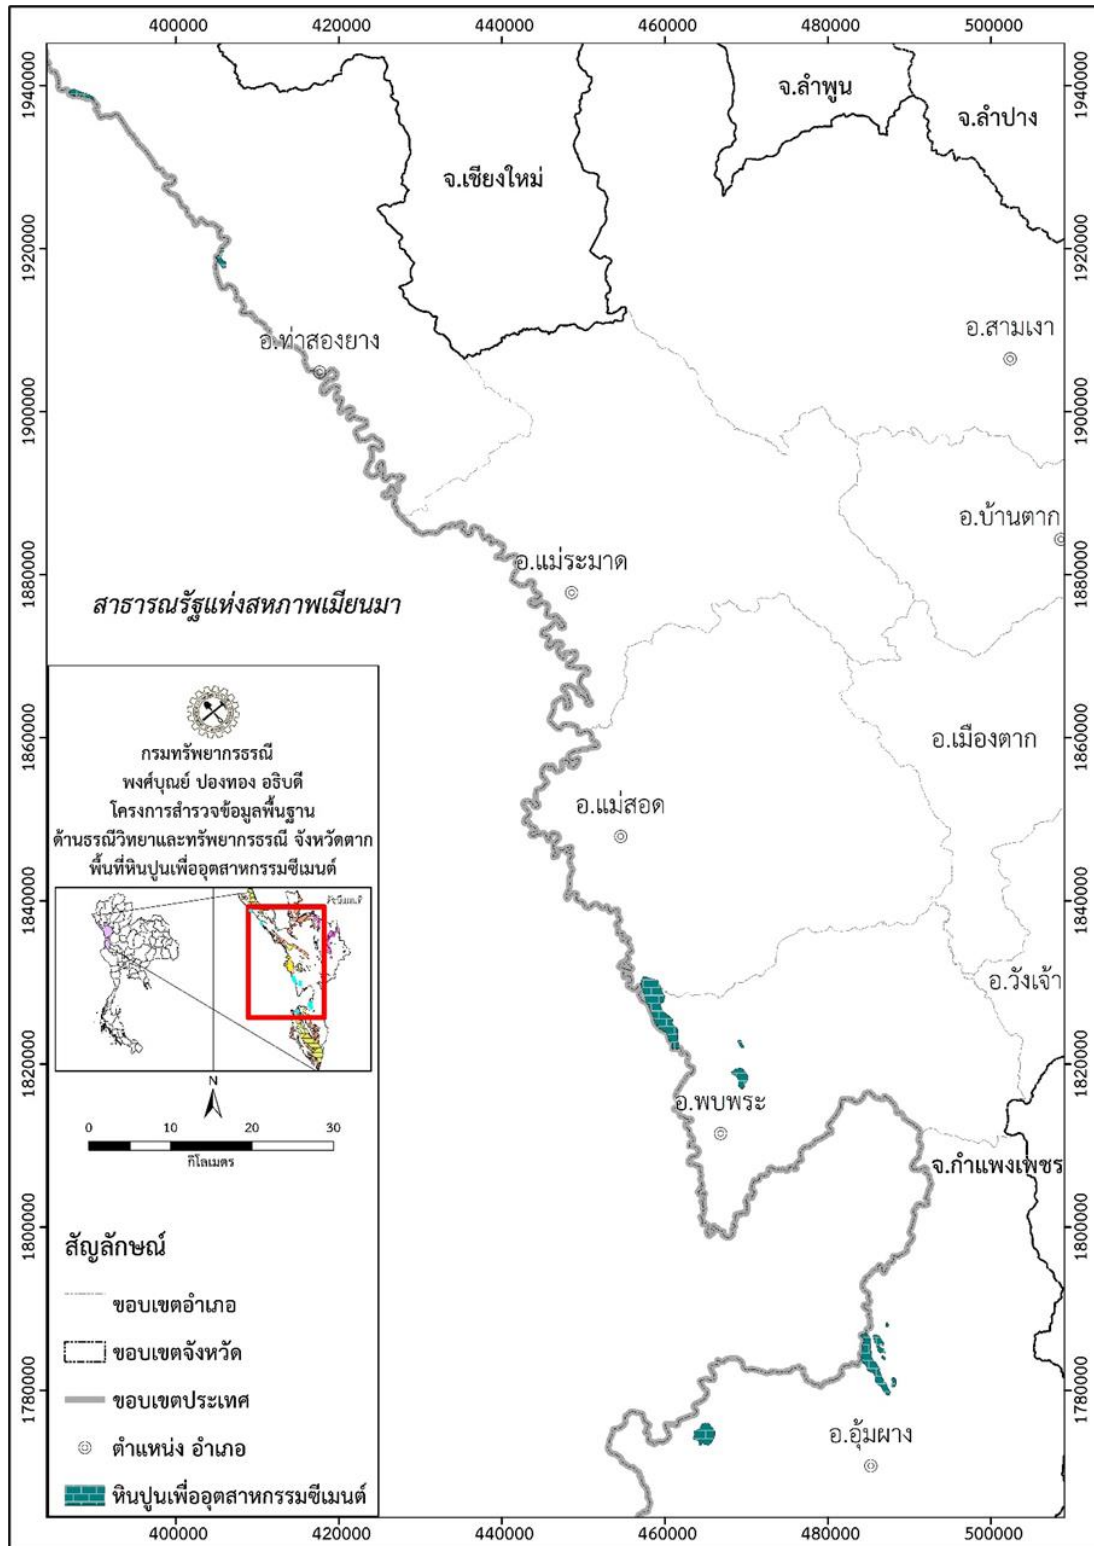 400000 420000 440000 460000 480000 500000
1940000
1920000
1900000
1880000
1860000
1840000
1820000
1800000
1780000
1940000
1920000
1900000
1880000
1860000
1840000
1820000
1800000
1780000
จ.ลำพูน
จ.ลำปาง
จ.เชียงใหม่
อ.สามเงา
อ.ท่าสองยาง
อ.บ้านตาก
อ.แม่ระมาด
สาธารณรัฐแห่งสหภาพเมียนมา
อ.เมืองตาก
อ.แม่สอด
อ.วังเจ้า
อ.พบพระ
จ.กำแพงเพชร
อ.อุ้มผาง
กรมทรัพยากรธรณี
พงศ์บุณย์ ปองทอง อธิบดี
โครงการสำรวจข้อมูลพื้นฐาน
ด้านธรณีวิทยาและทรัพยากรธรณี จังหวัดตาก
พื้นที่หินปูนเพื่ออุตสาหกรรมซีเมนต์
N
0 10 20 30
กิโลเมตร
สัญลักษณ์
ขอบเขตอำเภอ
ขอบเขตจังหวัด
ขอบเขตประเทศ
ตำแหน่ง อำเภอ
หินปูนเพื่ออุตสาหกรรมซีเมนต์
400000 420000 440000 460000 480000 500000